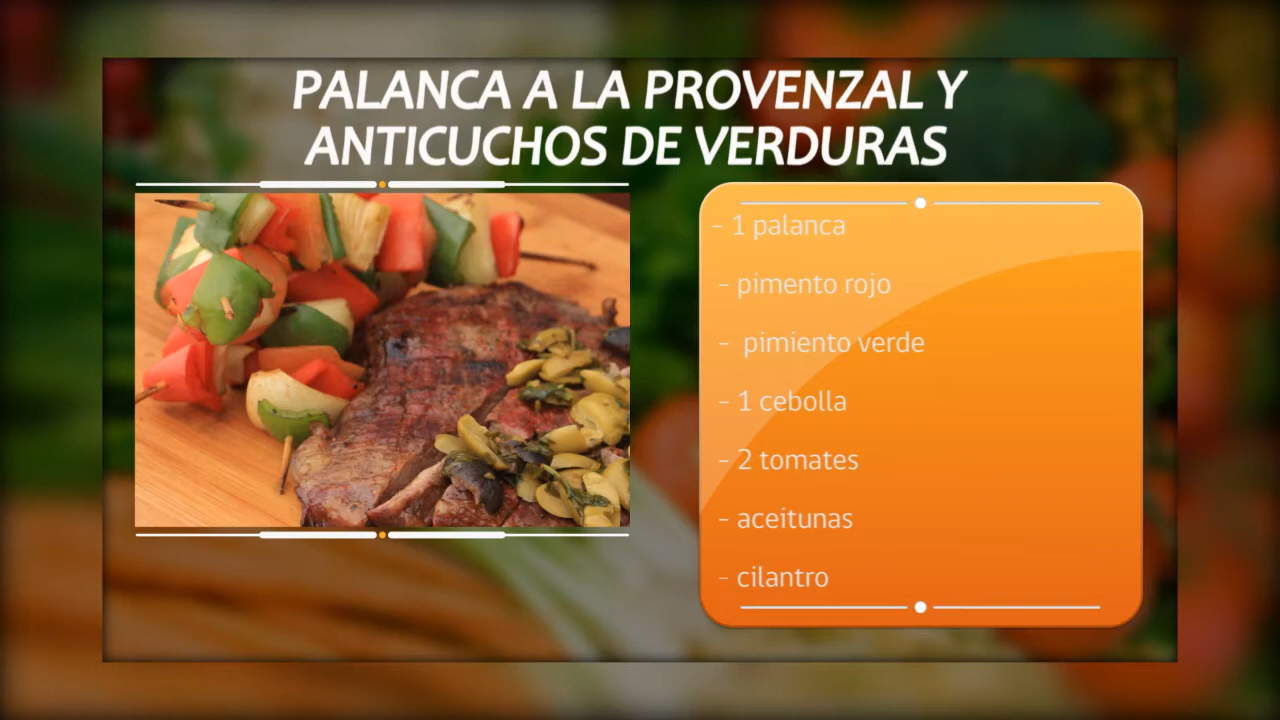 PALANCA A LA PROVENZAL Y
ANTICUCHOS DE VERDURAS
- 1 palanca
- pimento rojo
- pimiento verde
- 1 cebolla
- 2 tomates
- aceitunas
- cilantro